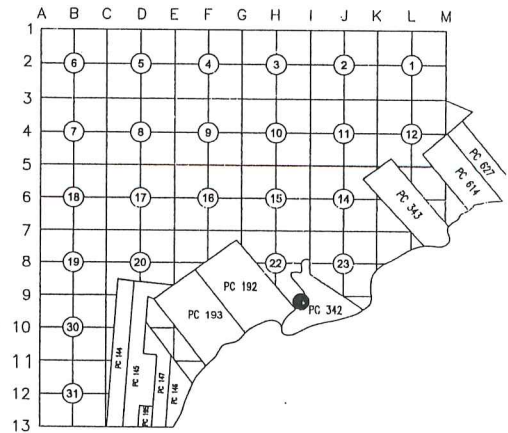 A B C D E F G H I J K L M
1
2 6 5 4 3 2 1
3
4 7 8 9 10 11 12
PC 627
5
PC 614
6 18 17 16 15 14
PC 343
7
8 19 20 22 23
9 PC 192
PC 193 PC 342
10 30
11 PC 144 PC 145 PC 147 PC 146
12 31
13